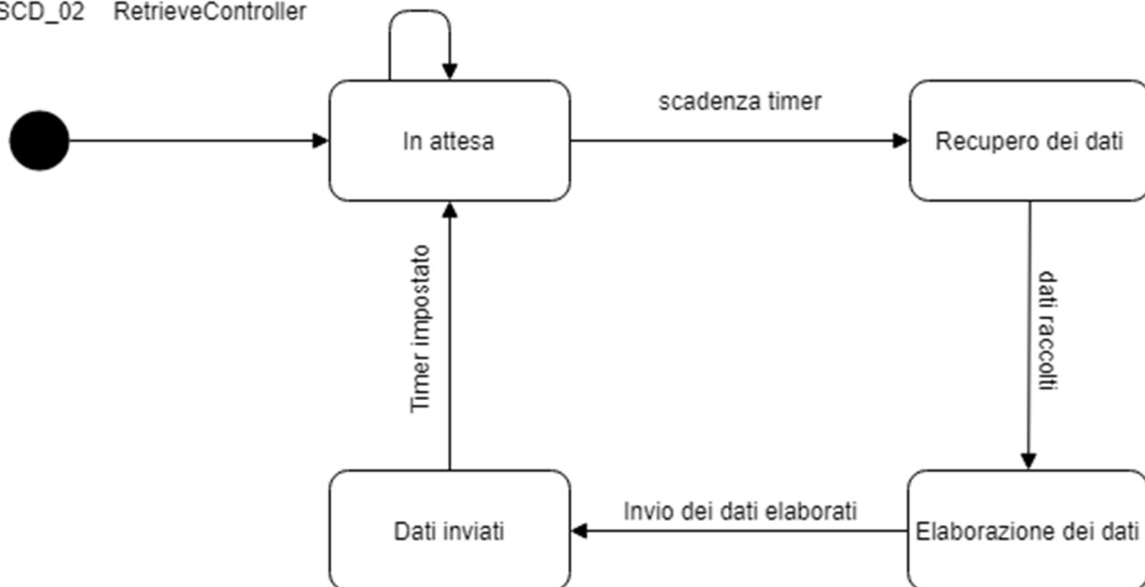 SCD_02 RetrieveController
scadenza timer
In attesa
Recupero dei dati
Timer impostato
dati raccolti
Invio dei dati elaborati
Dati inviati
Elaborazione dei dati